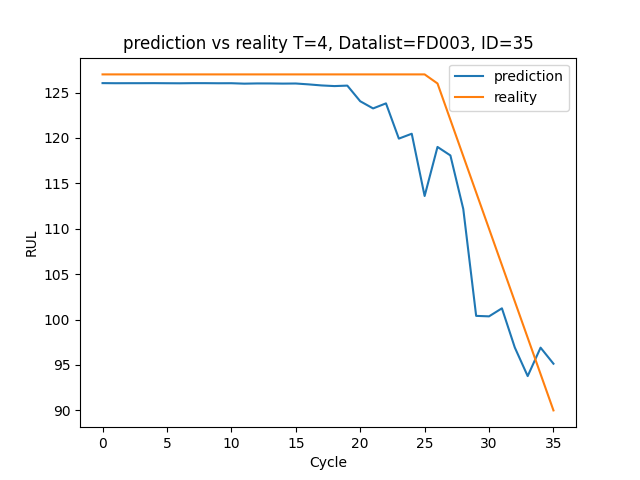 prediction vs reality T=4, Datalist=FD003, ID=35
prediction
reality
RUL
125
120
115
110
105
100
95
90
0 5 10 15 20 25 30 35
Cycle